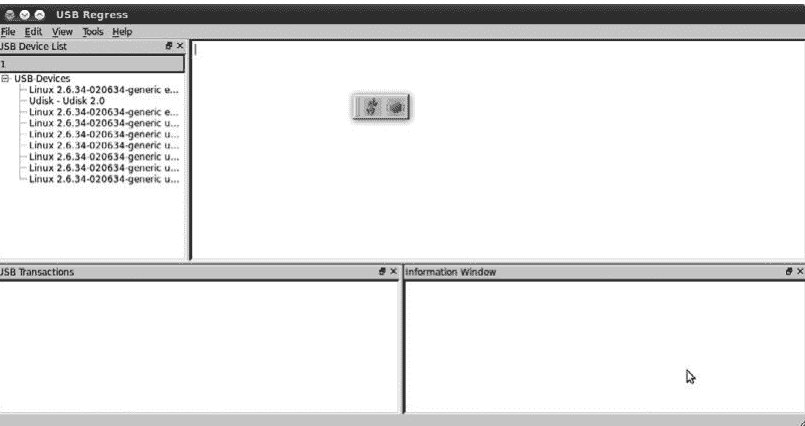 USB Regress
File Edit View Tools Help
USB Device List
1
USB-Devices
Linux 2.6.34-020634-generic e...
Udisk - Udisk 2.0
Linux 2.6.34-020634-generic e...
Linux 2.6.34-020634-generic u...
Linux 2.6.34-020634-generic u...
Linux 2.6.34-020634-generic u...
Linux 2.6.34-020634-generic u...
Linux 2.6.34-020634-generic u...
Linux 2.6.34-020634-generic u...
USB Transactions
Information Window